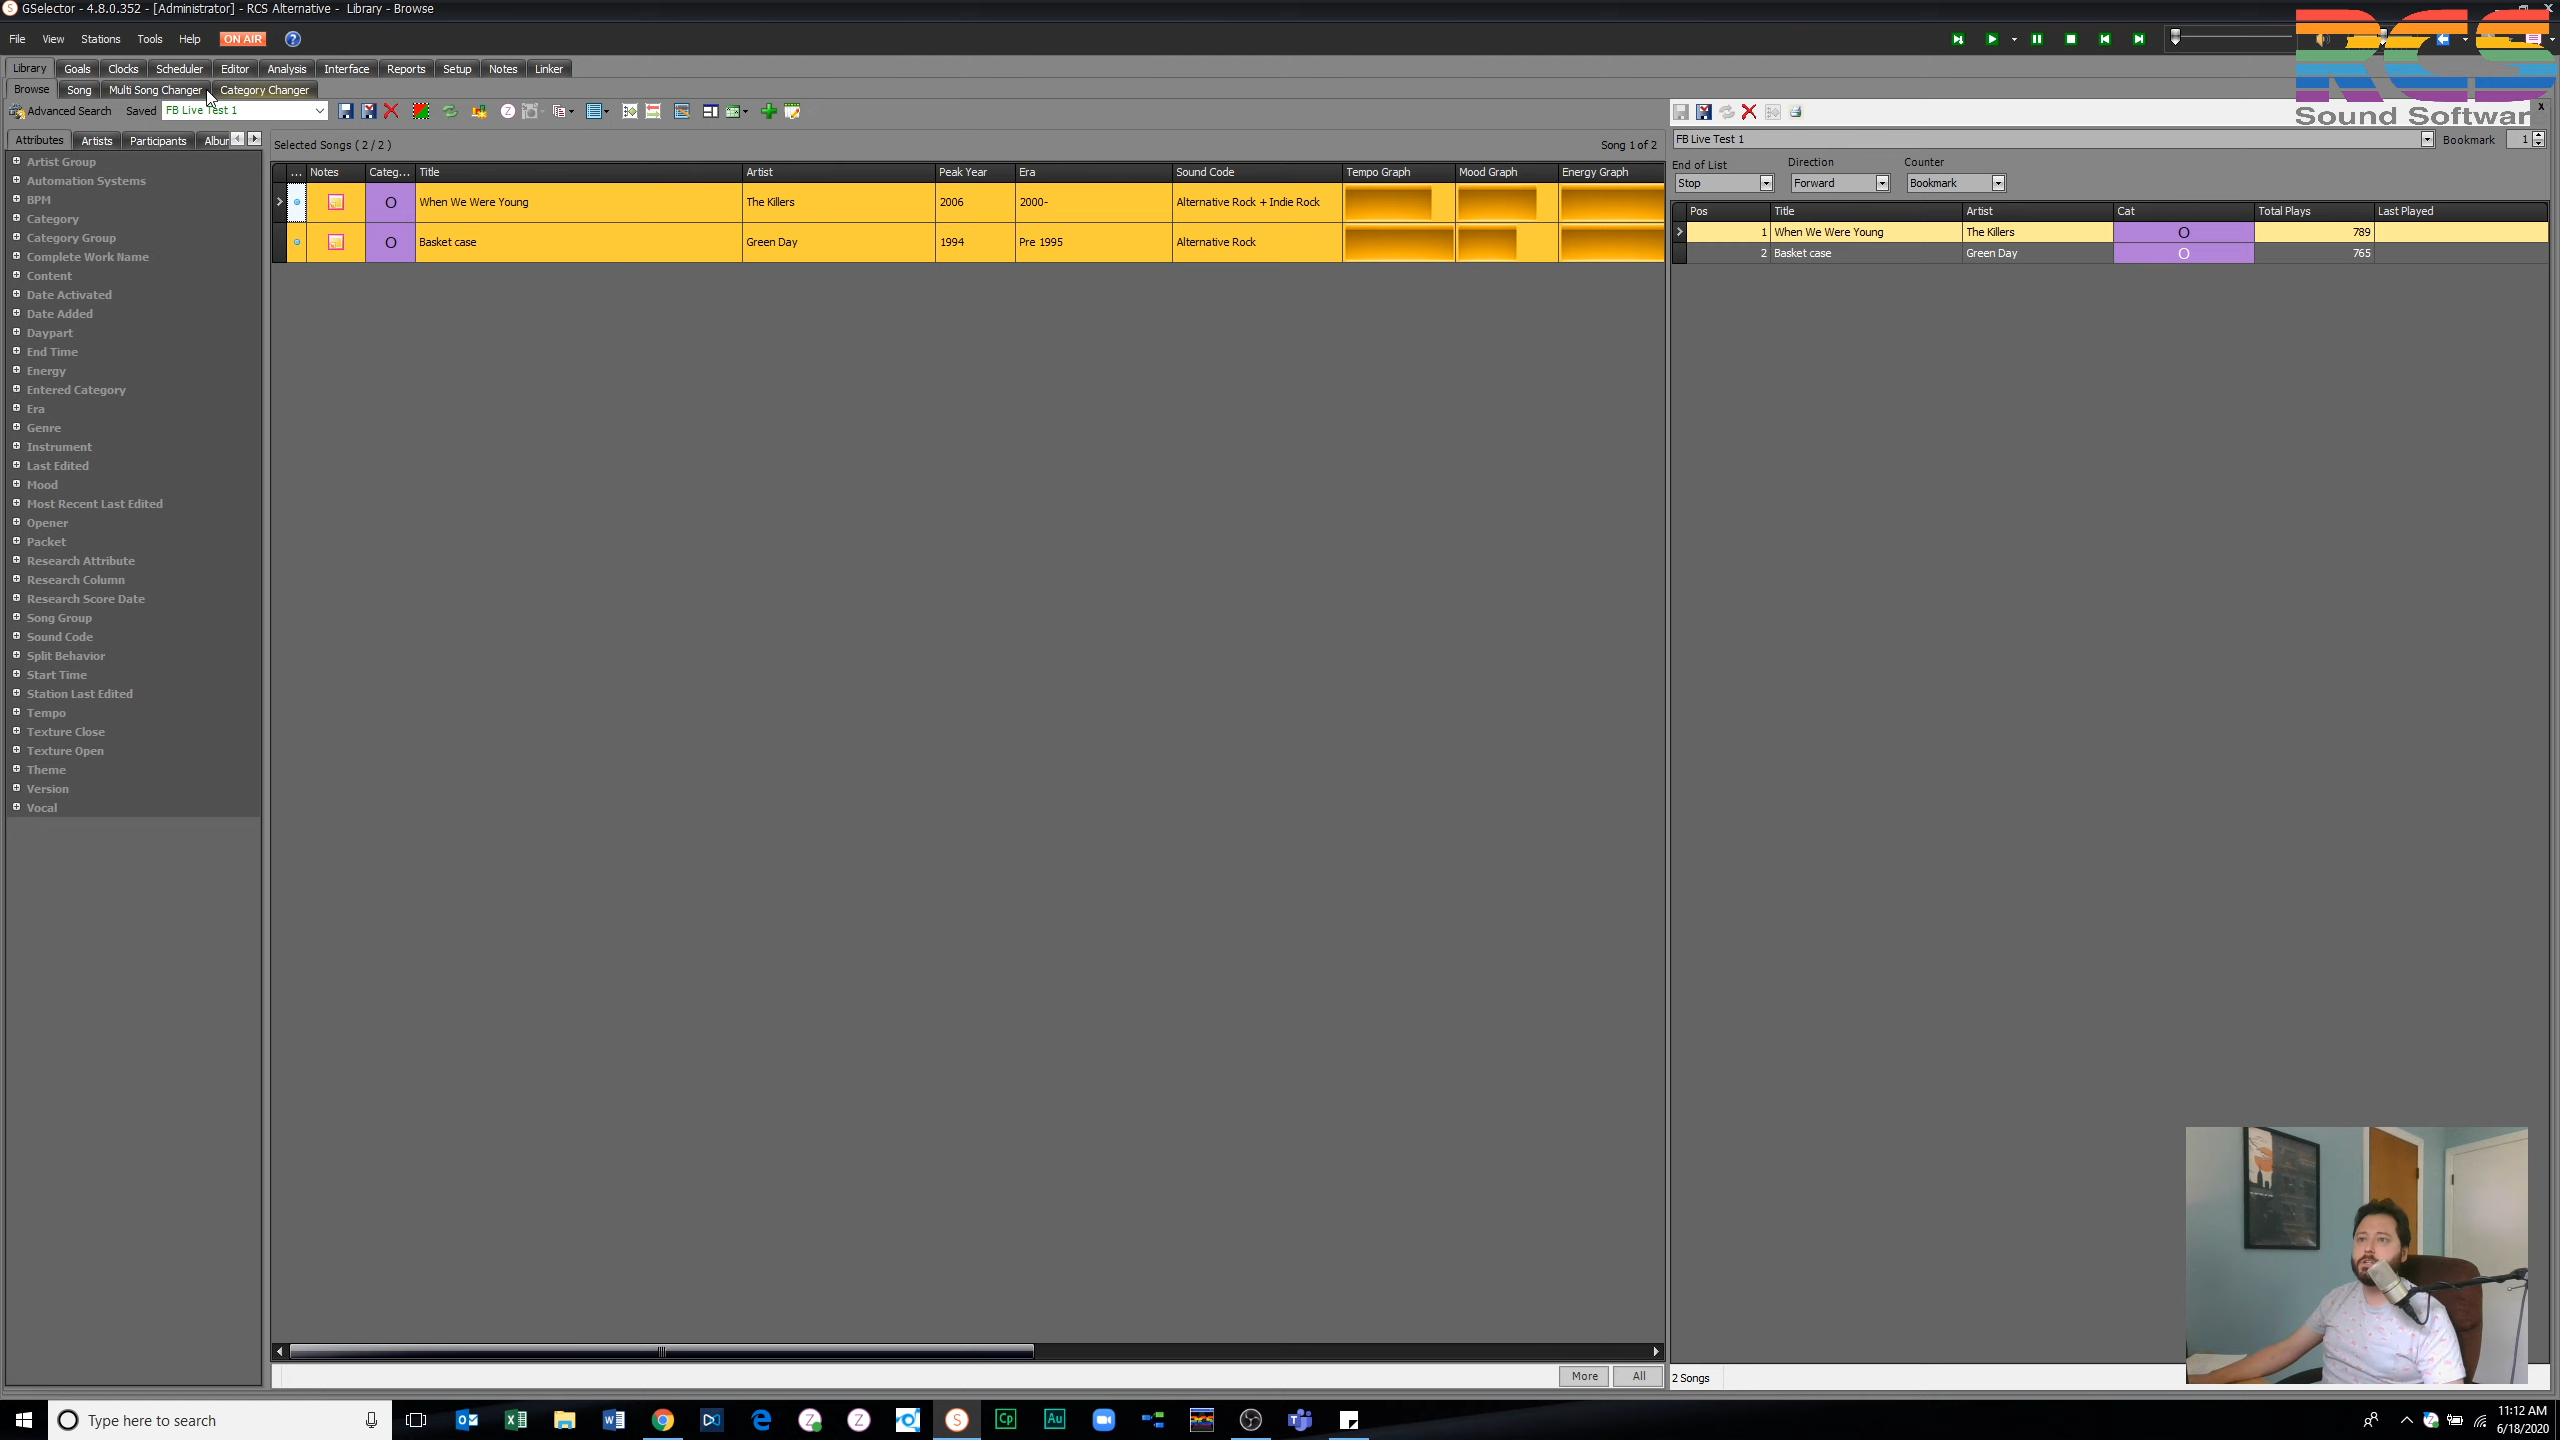 GSelector - 4.8.0.352 - [Administrator] - RCS Alternative - Library - Browse
File View Stations Tools Help ON AIR ?
RCS
Sound Softwar
Library Goals Clocks Scheduler Editor Analysis Interface Reports Setup Notes Linker
Browse Song Multi Song Changer Category Changer
Advanced Search Saved FB Live Test 1
Attributes Artists Participants Albur
Selected Songs ( 2 / 2 ) Song 1 of 2
... Notes Categ... Title Artist Peak Year Era Sound Code Tempo Graph Mood Graph Energy Graph
O When We Were Young The Killers 2006 2000- Alternative Rock + Indie Rock
O Basket case Green Day 1994 Pre 1995 Alternative Rock
FB Live Test 1 Bookmark 1
End of List Direction Counter
Stop Forward Bookmark
Pos Title Artist Cat Total Plays Last Played
1 When We Were Young The Killers O 789
2 Basket case Green Day O 765
Artist Group
Automation Systems
BPM
Category
Category Group
Complete Work Name
Content
Date Activated
Date Added
Daypart
End Time
Energy
Entered Category
Era
Genre
Instrument
Last Edited
Mood
Most Recent Last Edited
Opener
Packet
Research Attribute
Research Column
Research Score Date
Song Group
Sound Code
Split Behavior
Start Time
Station Last Edited
Tempo
Texture Close
Texture Open
Theme
Version
Vocal
More All
2 Songs
Type here to search
11:12 AM
6/18/2020